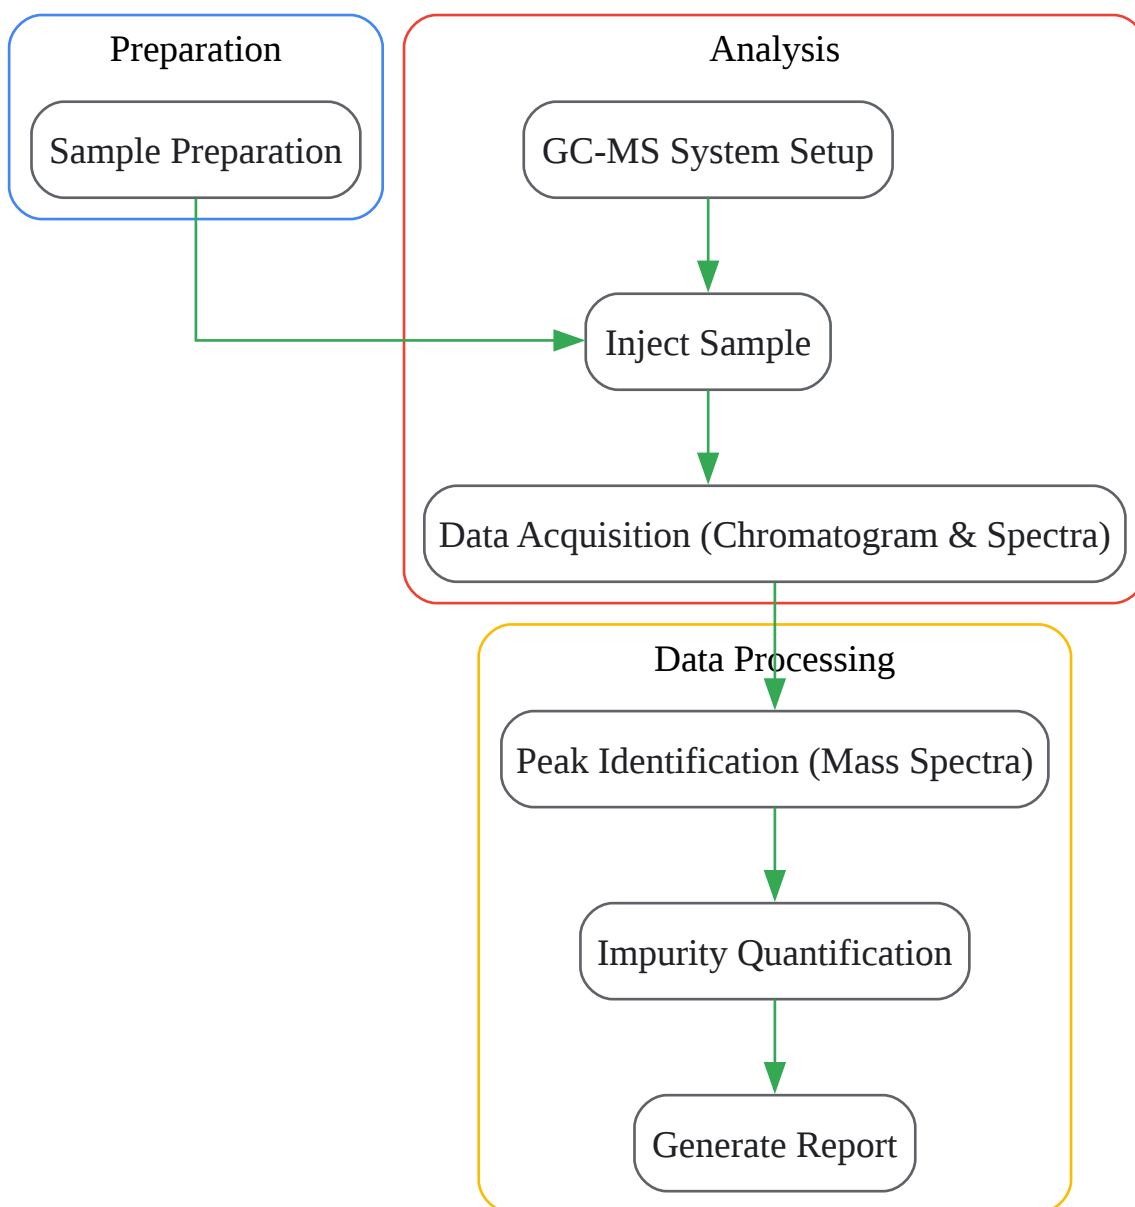 Preparation
Sample Preparation
Analysis
GC-MS System Setup
Inject Sample
Data Acquisition (Chromatogram & Spectra)
Data Processing
Peak Identification (Mass Spectra)
Impurity Quantification
Generate Report